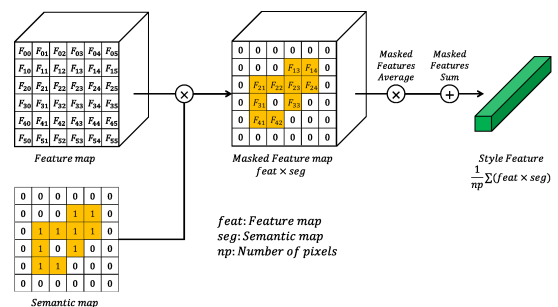 F00 F01 F02 F03 F04 F05
F10 F11 F12 F13 F14 F15
F20 F21 F22 F23 F24 F25
F30 F31 F32 F33 F34 F35
F40 F41 F42 F43 F44 F45
F50 F51 F52 F53 F54 F55
Feature map
×
0 0 0 0 0 0
0 0 0 F13 F14 0
0 F21 F22 F23 F24 0
0 F31 0 F33 0 0
0 F41 F42 0 0 0
0 0 0 0 0 0
Masked Feature map
feat × seg
Masked
Features
Average
×
Masked
Features
Sum
+
Style Feature
1/np ∑(feat × seg)
0 0 0 0 0 0
0 0 0 1 1 0
0 1 1 1 1 0
0 1 0 1 0 0
0 1 1 0 0 0
0 0 0 0 0 0
Semantic map
feat: Feature map
seg: Semantic map
np: Number of pixels